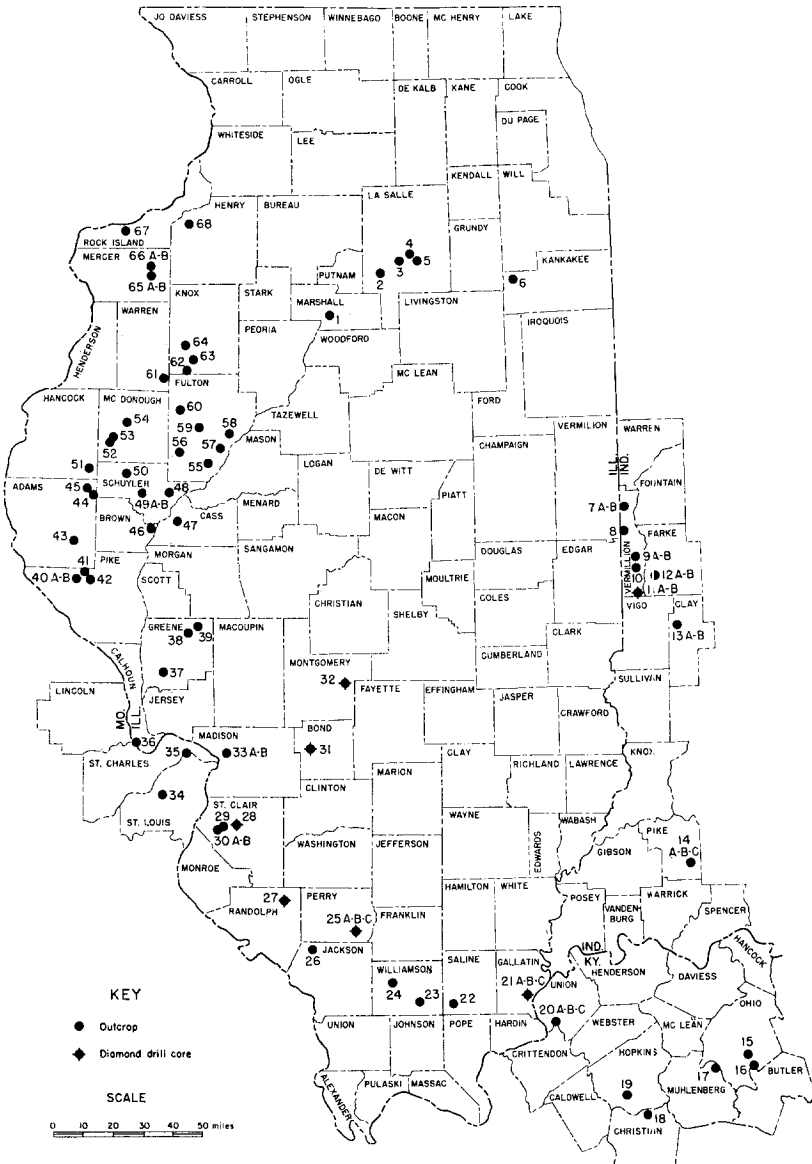 JO DAVIESS
STEPHENSON
WINNEBAGO
BOONE
MC HENRY
LAKE
CARROLL
OGLE
DE KALB
KANE
COOK
DU PAGE
WHITESIDE
LEE
KENDALL
WILL
HENRY
BUREAU
LA SALLE
GRUNDY
67
68
ROCK ISLAND
MERCER
66 A-B
65 A-B
4
3
5
2
PUTNAM
KANKAKEE
6
KNOX
STARK
MARSHALL
1
LIVINGSTON
WARREN
PEORIA
WOODFORD
IROQUOIS
HENDERSON
64
63
62
61
FULTON
MC LEAN
HANCOCK
MC DONOUGH
54
53
52
60
59
58
56
57
55
TAZEWELL
MASON
FORD
VERMILION
WARREN
CHAMPAIGN
LOGAN
DE WITT
ILL.
IND.
FOUNTAIN
51
50
ADAMS
45
44
SCHUYLER
49A-B
48
BROWN
46
47
CASS
MENARD
PIATT
MACON
7 A-B
8
PARKE
VERMILLION
9 A-B
10
12 A-B
11 A-B
43
PIKE
MORGAN
SANGAMON
DOUGLAS
EDGAR
41
40 A-B
42
SCOTT
MOULTRIE
COLES
VIGO
CLAY
13 A-B
CHRISTIAN
SHELBY
GREENE
38
39
MACOUPIN
CLARK
CUMBERLAND
37
CALHOUN
JERSEY
MONTGOMERY
32
FAYETTE
EFFINGHAM
JASPER
SULLIVAN
CRAWFORD
LINCOLN
MO.
ILL.
36
MADISON
35
33 A-B
BOND
31
ST. CHARLES
34
ST. LOUIS
CLAY
RICHLAND
LAWRENCE
KNOX
MARION
CLINTON
ST. CLAIR
29
28
30 A-B
WAYNE
WABASH
EDWARDS
PIKE
14
A-B-C
GIBSON
MONROE
WASHINGTON
JEFFERSON
27
RANDOLPH
PERRY
25 A-B-C
HAMILTON
WHITE
POSEY
VANDEN-
BURG
WARRICK
SPENCER
FRANKLIN
26
JACKSON
IND.
KY.
HANCOCK
WILLIAMSON
24
23
SALINE
22
GALLATIN
21 A-B-C
UNION
HENDERSON
DAVIESS
OHIO
20 A-B-C
WEBSTER
MC LEAN
UNION
JOHNSON
POPE
HARDIN
CRITTENDON
HOPKINS
15
16
17
BUTLER
ALEXANDER
PULASKI
MASSAC
CALDWELL
19
MUHLENBERG
18
CHRISTIAN
KEY
Outcrop
Diamond drill core
SCALE
0 10 20 30 40 50 miles